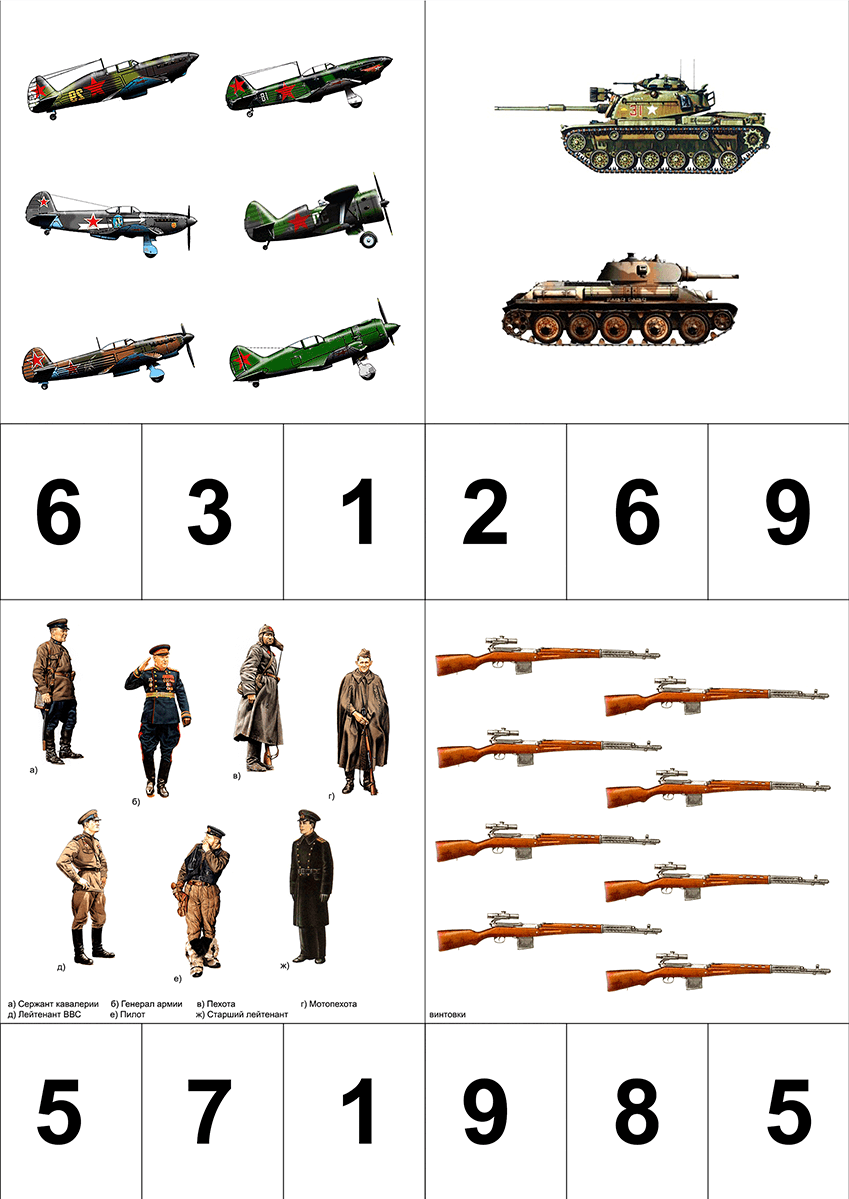 31
6 3 1 2 6 9
а)
б)
в)
г)
д)
е)
ж)
а) Сержант кавалерии б) Генерал армии в) Пехота г) Мотопехота
д) Лейтенант ВВС е) Пилот ж) Старший лейтенант
винтовки
5 7 1 9 8 5